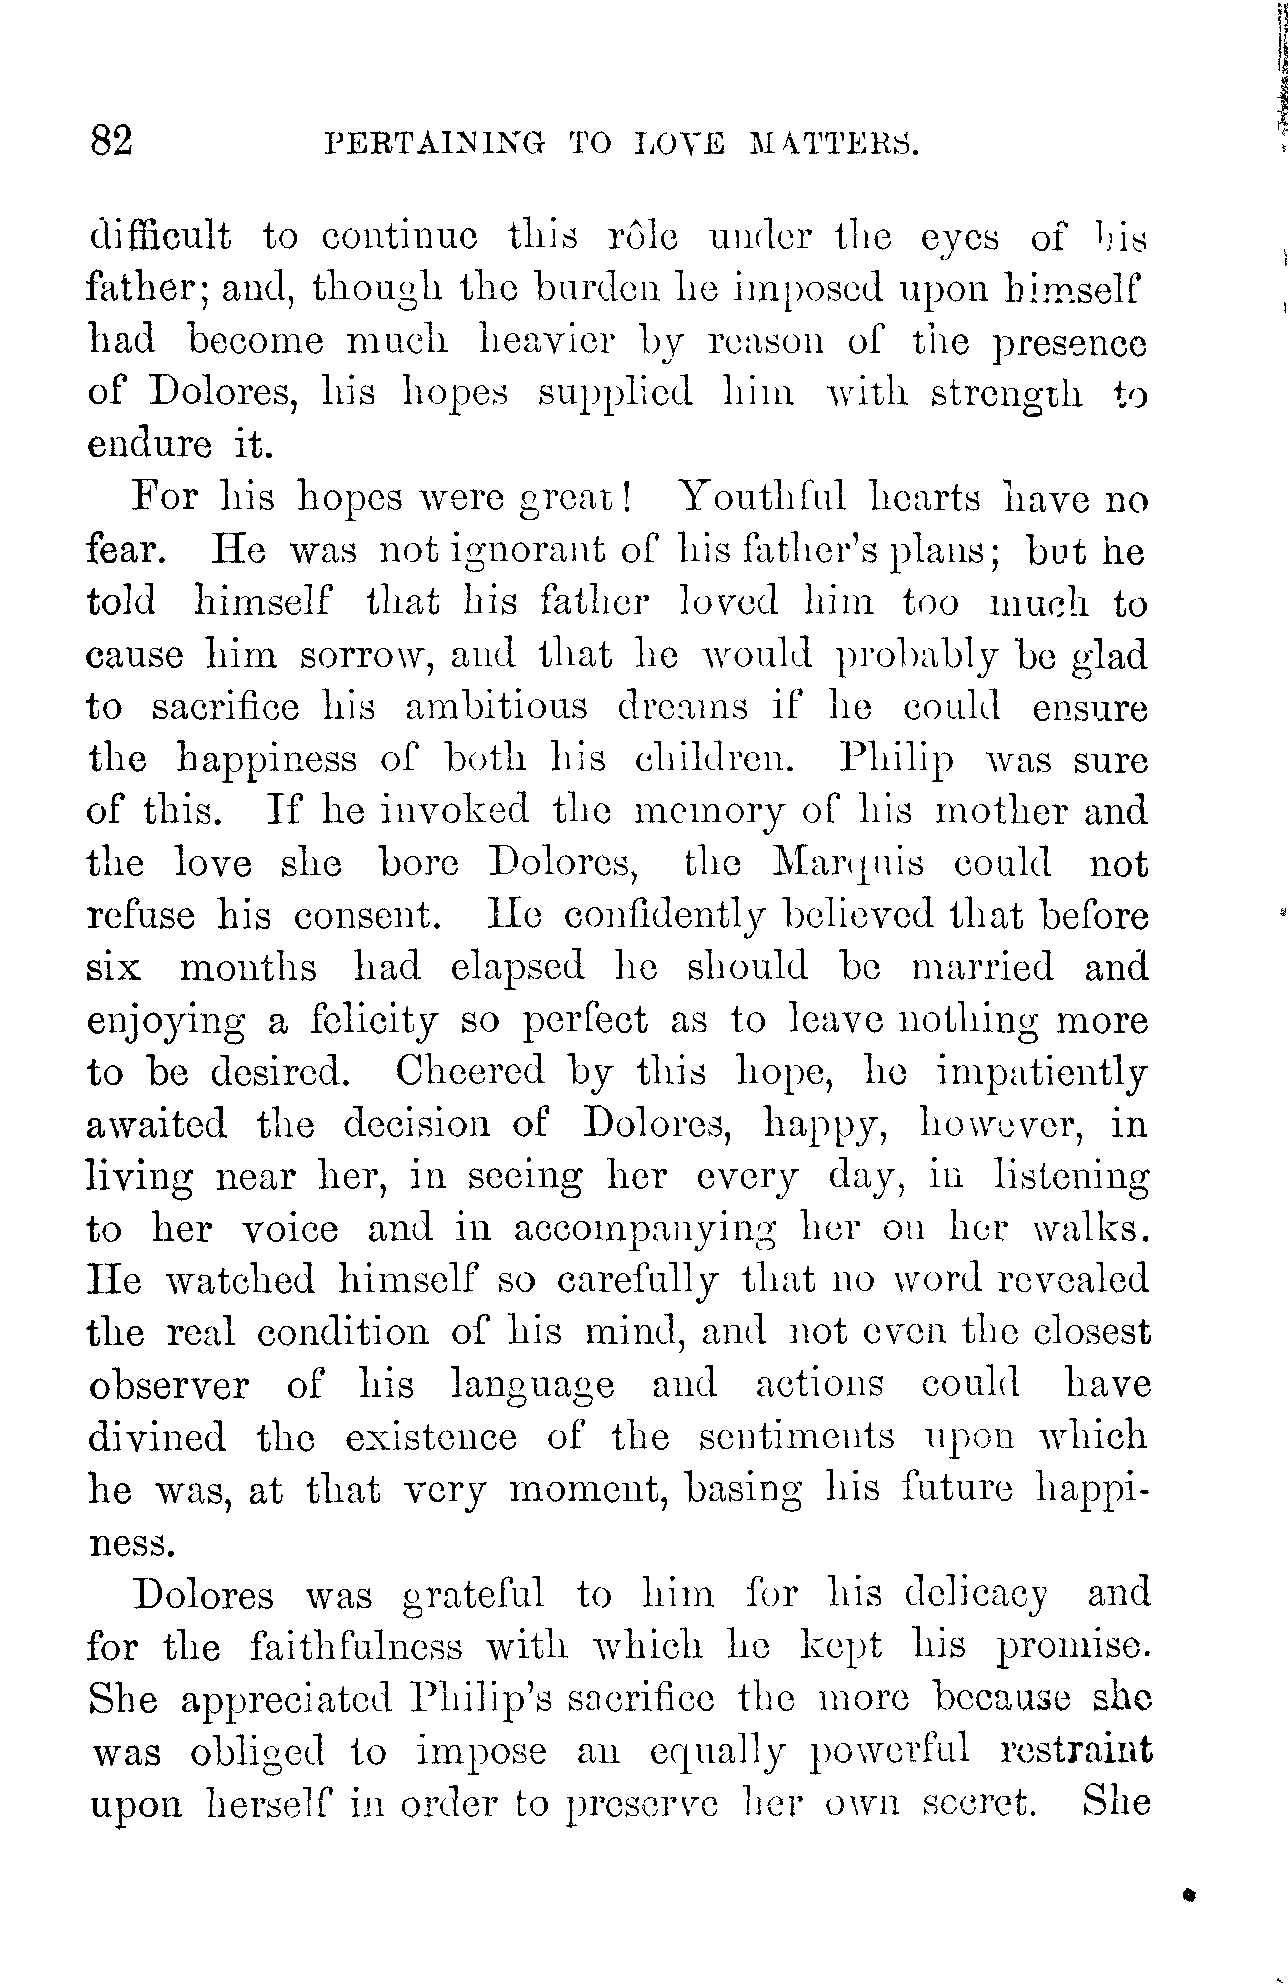 82 PERTAINING TO LOVE MATTERS.
difficult to continue this rôle under the eyes of his
father; and, though the burden he imposed upon himself
had become much heavier by reason of the presence
of Dolores, his hopes supplied him with strength to
endure it.
For his hopes were great! Youthful hearts have no
fear. He was not ignorant of his father's plans; but he
told himself that his father loved him too much to
cause him sorrow, and that he would probably be glad
to sacrifice his ambitious dreams if he could ensure
the happiness of both his children. Philip was sure
of this. If he invoked the memory of his mother and
the love she bore Dolores, the Marquis could not
refuse his consent. He confidently believed that before
six months had elapsed he should be married and
enjoying a felicity so perfect as to leave nothing more
to be desired. Cheered by this hope, he impatiently
awaited the decision of Dolores, happy, however, in
living near her, in seeing her every day, in listening
to her voice and in accompanying her on her walks.
He watched himself so carefully that no word revealed
the real condition of his mind, and not even the closest
observer of his language and actions could have
divined the existence of the sentiments upon which
he was, at that very moment, basing his future happi-
ness.
Dolores was grateful to him for his delicacy and
for the faithfulness with which he kept his promise.
She appreciated Philip's sacrifice the more because she
was obliged to impose an equally powerful restraint
upon herself in order to preserve her own secret. She